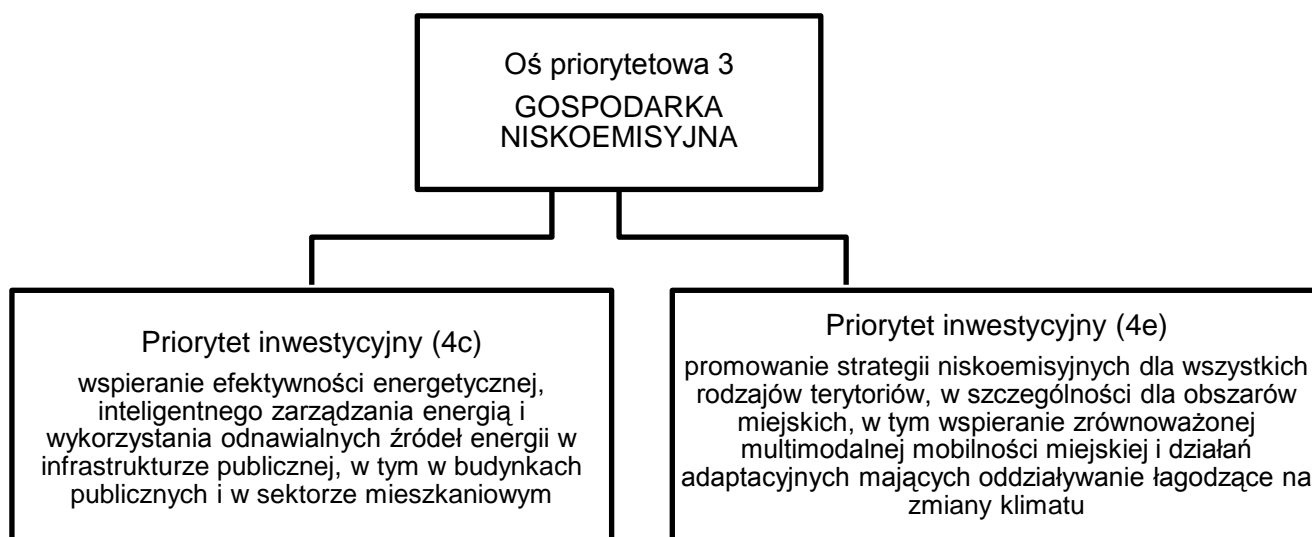 Oś priorytetowa 3
GOSPODARKA
NISKOEMISYJNA
Priorytet inwestycyjny (4c)
wspieranie efektywności energetycznej,
inteligentnego zarządzania energią i
wykorzystania odnawialnych źródeł energii w
infrastrukturze publicznej, w tym w budynkach
publicznych i w sektorze mieszkaniowym
Priorytet inwestycyjny (4e)
promowanie strategii niskoemisyjnych dla wszystkich
rodzajów terytoriów, w szczególności dla obszarów
miejskich, w tym wspieranie zrównoważonej
multimodalnej mobilności miejskiej i działań
adaptacyjnych mających oddziaływanie łagodzące na
zmiany klimatu